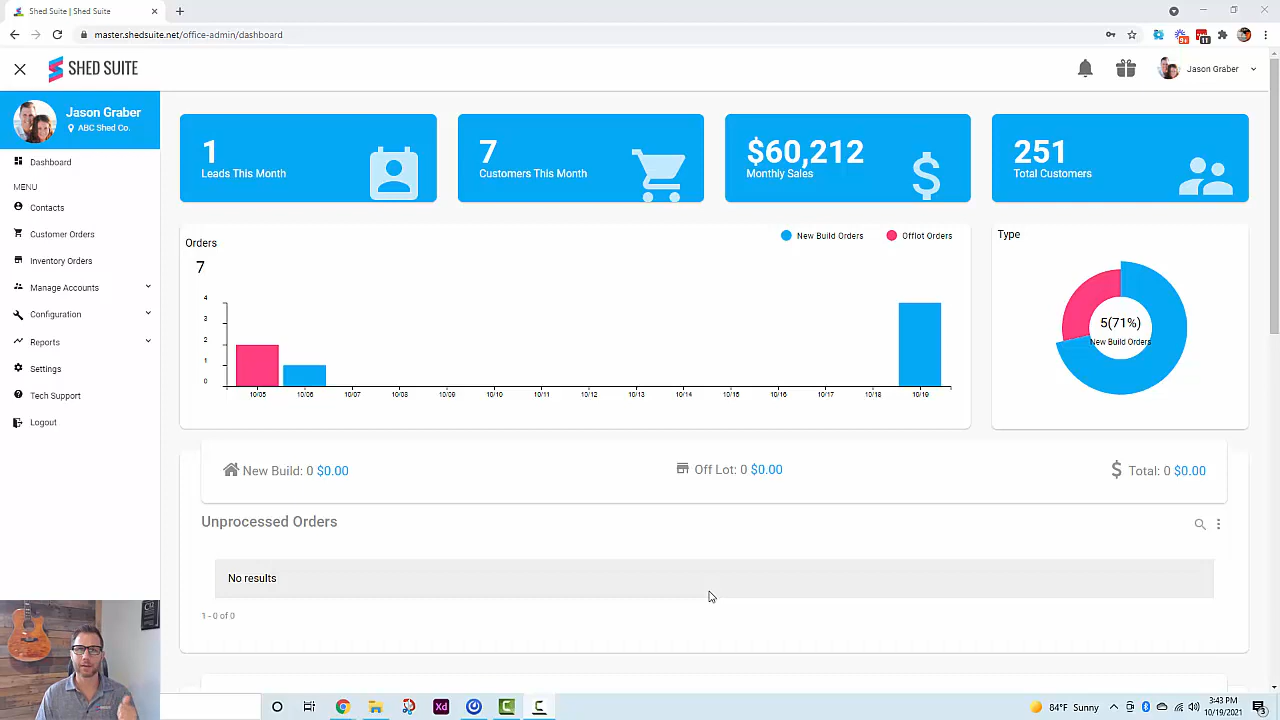 Shed Suite | Shed Suite
master.shedsuite.net/office-admin/dashboard
SHED SUITE
Jason Graber
Jason Graber
ABC Shed Co.
Dashboard
MENU
Contacts
Customer Orders
Inventory Orders
Manage Accounts
Configuration
Reports
Settings
Tech Support
Logout
1
Leads This Month
7
Customers This Month
$60,212
Monthly Sales
251
Total Customers
Orders
7
New Build Orders
Offlot Orders
4
3
2
1
0
10/05 10/06 10/07 10/08 10/09 10/10 10/11 10/12 10/13 10/14 10/15 10/16 10/17 10/18 10/19
Type
5(71%)
New Build Orders
New Build: 0 $0.00
Off Lot: 0 $0.00
Total: 0 $0.00
Unprocessed Orders
No results
1 - 0 of 0
Xd
84°F Sunny
3:43 PM
10/19/2021